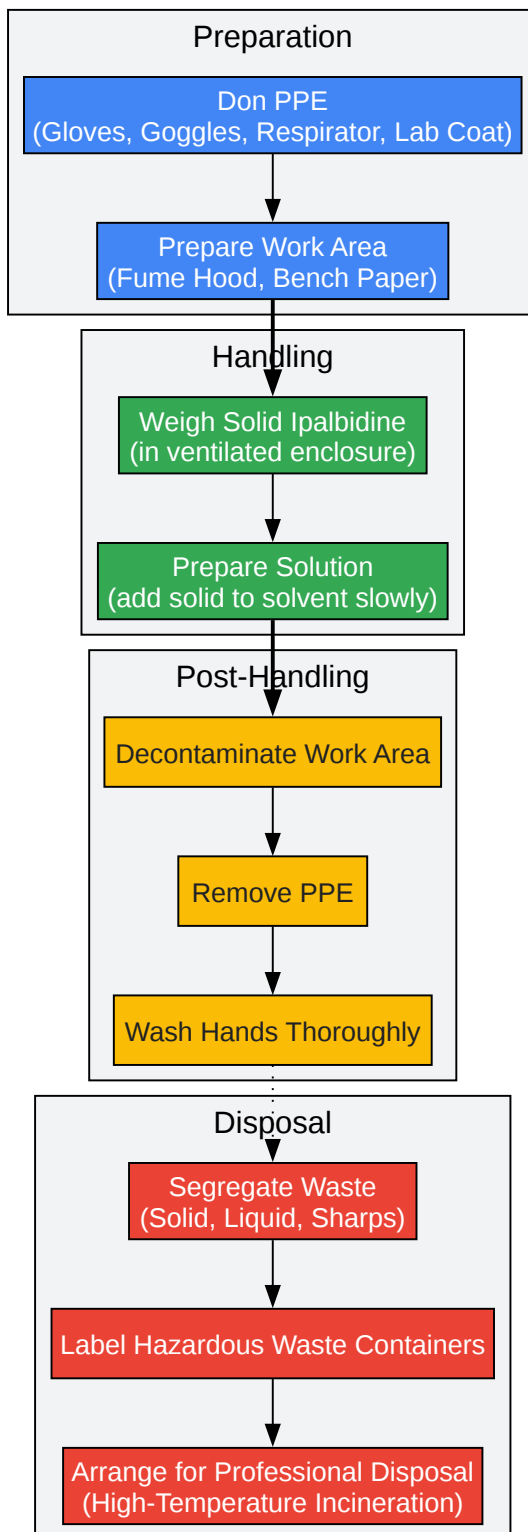 Preparation
Don PPE
(Gloves, Goggles, Respirator, Lab Coat)
Prepare Work Area
(Fume Hood, Bench Paper)
Handling
Weigh Solid Ipalbidine
(in ventilated enclosure)
Prepare Solution
(add solid to solvent slowly)
Post-Handling
Decontaminate Work Area
Remove PPE
Wash Hands Thoroughly
Disposal
Segregate Waste
(Solid, Liquid, Sharps)
Label Hazardous Waste Containers
Arrange for Professional Disposal
(High-Temperature Incineration)